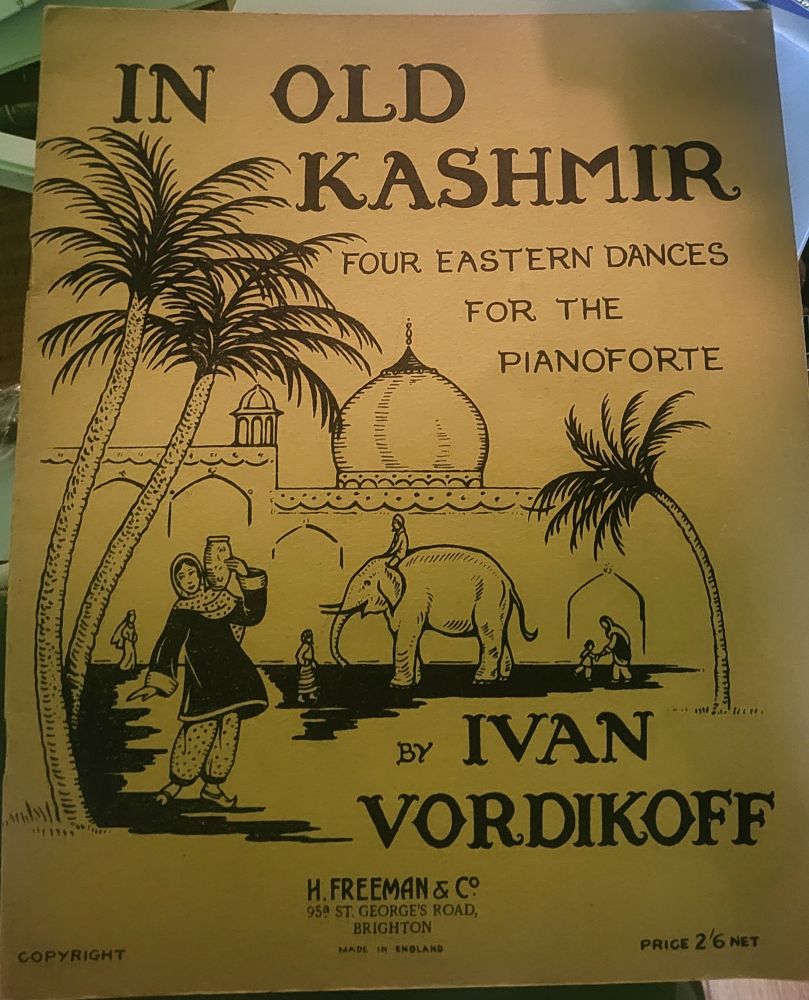 IN OLD
KASHMIR
FOUR EASTERN DANCES
FOR THE
PIANOFORTE
BY IVAN
VORDIKOFF
H. FREEMAN & Co
95a ST. GEORGE'S ROAD,
BRIGHTON
MADE IN ENGLAND
COPYRIGHT
PRICE 2'6 NET